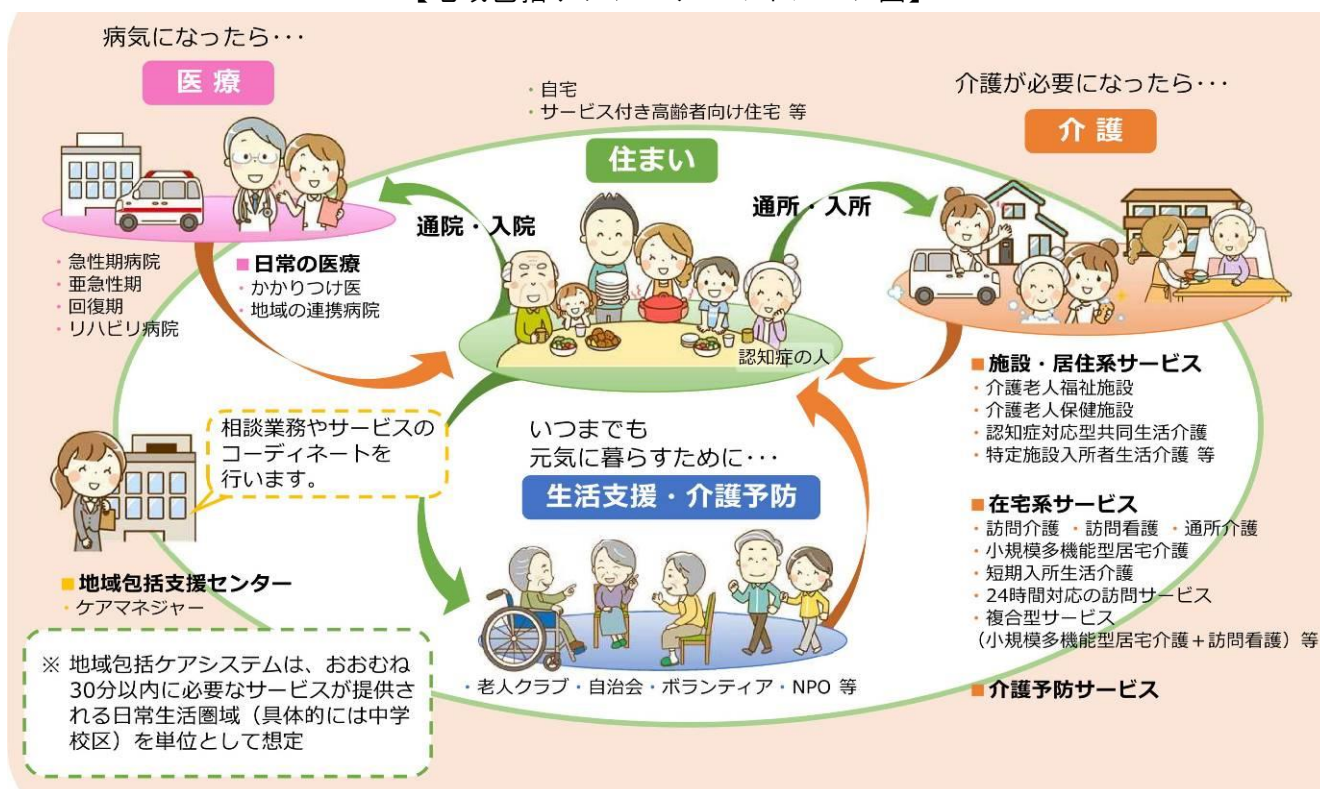 病気になったら･･･
医 療
・自宅
・サービス付き高齢者向け住宅 等
住まい
介護が必要になったら･･･
介 護
通院・入院
通所・入所
・急性期病院
・亜急性期
・回復期
・リハビリ病院
■日常の医療
・かかりつけ医
・地域の連携病院
認知症の人
■施設・居住系サービス
・介護老人福祉施設
・介護老人保健施設
・認知症対応型共同生活介護
・特定施設入所者生活介護 等
相談業務やサービスの
コーディネートを
行います。
いつまでも
元気に暮らすために･･･
生活支援・介護予防
■在宅系サービス
・訪問介護 ・訪問看護 ・通所介護
・小規模多機能型居宅介護
・短期入所生活介護
・24時間対応の訪問サービス
・複合型サービス
(小規模多機能型居宅介護+訪問看護)等
■介護予防サービス
■地域包括支援センター
・ケアマネジャー
・老人クラブ・自治会・ボランティア・NPO 等
※ 地域包括ケアシステムは、おおむね
30分以内に必要なサービスが提供さ
れる日常生活圏域（具体的には中学
校区）を単位として想定